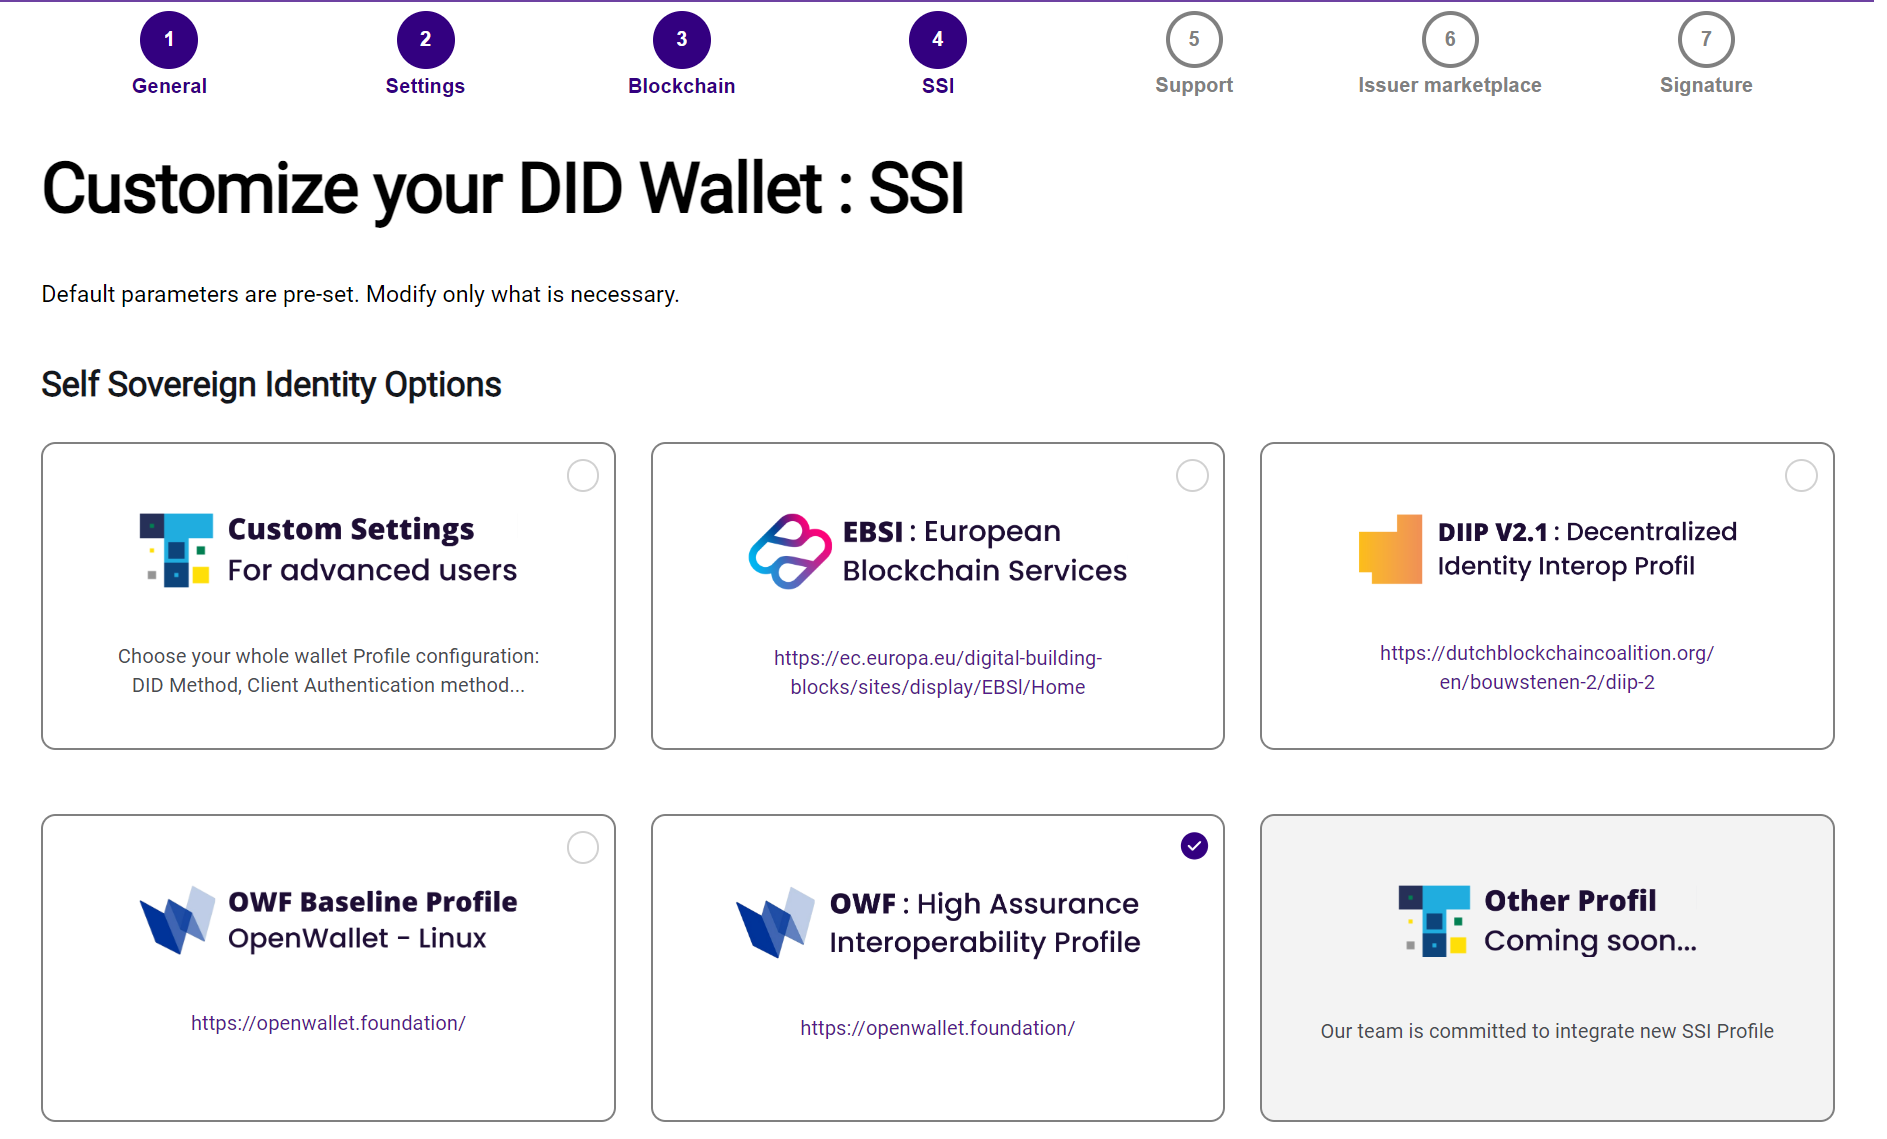 1 2 3 4 5 6 7
General Settings Blockchain SSI Support Issuer marketplace Signature
Customize your DID Wallet : SSI
Default parameters are pre-set. Modify only what is necessary.
Self Sovereign Identity Options
Custom Settings
For advanced users
Choose your whole wallet Profile configuration:
DID Method, Client Authentication method...
EBSI : European
Blockchain Services
https://ec.europa.eu/digital-building-
blocks/sites/display/EBSI/Home
DIIP V2.1 : Decentralized
Identity Interop Profil
https://dutchblockchaincoalition.org/
en/bouwstenen-2/diip-2
OWF Baseline Profile
OpenWallet - Linux
https://openwallet.foundation/
OWF : High Assurance
Interoperability Profile
https://openwallet.foundation/
Other Profil
Coming soon...
Our team is committed to integrate new SSI Profile